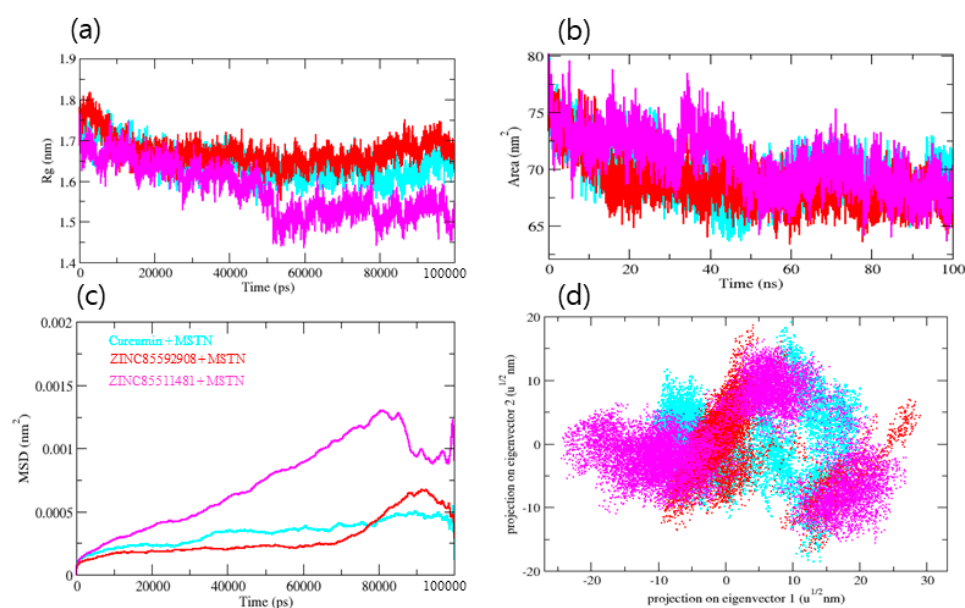 (a)
1.9
1.8
1.7
1.6
1.5
1.4
Rg (nm)
0 20000 40000 60000 80000 100000
Time (ps)
(b)
80
75
70
65
Area (nm²)
0 20 40 60 80 100
Time (ns)
(c)
0.002
0.0015
0.001
0.0005
0
MSD (nm²)
Curcumin+MSTN
ZINC85592908+MSTN
ZINC85511481+MSTN
0 20000 40000 60000 80000 100000
Time (ps)
(d)
20
10
0
-10
-20
projection on eigenvector 2 (u^1/2 nm)
-20 -10 0 10 20 30
projection on eigenvector 1 (u^1/2 nm)